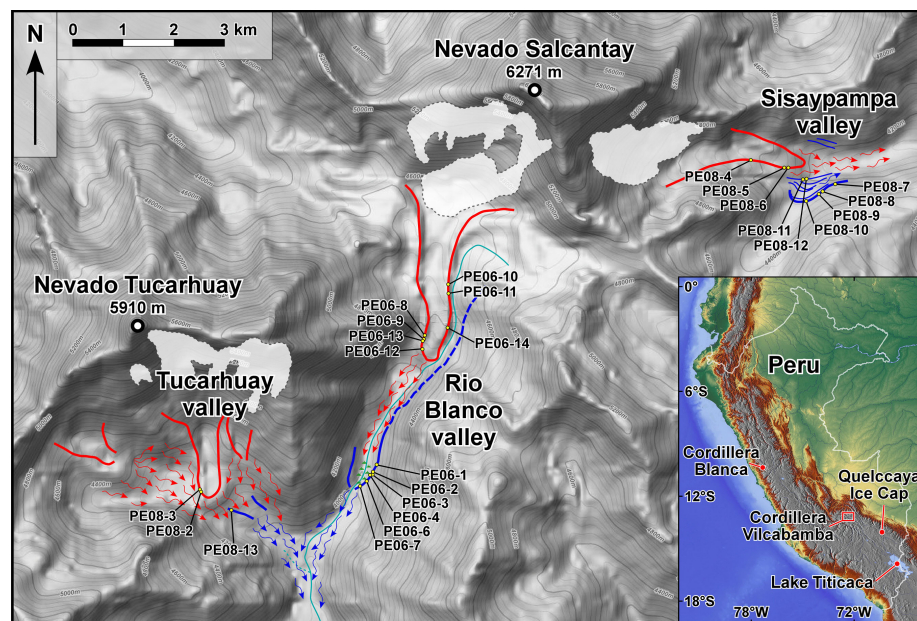 N
0 1 2 3 km
Nevado Salcantay
6271 m
Sisaypampa
valley
PE08-4
PE08-5
PE08-6
PE08-7
PE08-8
PE08-9
PE08-10
PE08-11
PE08-12
Nevado Tucarhuay
5910 m
PE06-10
PE06-11
PE06-8
PE06-9
PE06-13
PE06-12
PE06-14
Tucarhuay
valley
Rio
Blanco
valley
PE06-1
PE06-2
PE06-3
PE06-4
PE06-6
PE06-7
PE08-3
PE08-2
PE08-13
0°
Peru
6°S
Cordillera
Blanca
Quelccaya
Ice Cap
12°S
Cordillera
Vilcabamba
Lake Titicaca
18°S
78°W 72°W